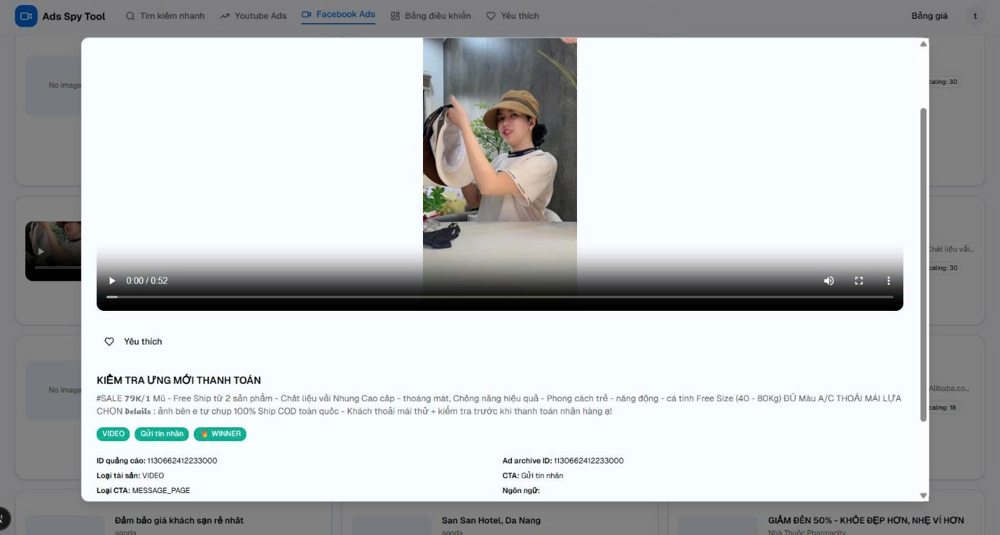 Ads Spy Tool
Tìm kiếm nhanh
Youtube Ads
Facebook Ads
Bảng điều khiển
Yêu thích
Bảng giá
t
No Image
caling: 30
Chất liệu vải...
caling: 30
No Image
Alibaba.co...
caling: 18
0:00 / 0:52
Yêu thích
KIỂM TRA ƯNG MỚI THANH TOÁN
#SALE 𝟕𝟗𝐊/𝟏 Mũ - Free Ship từ 2 sản phẩm - Chất liệu vải Nhung Cao cấp - thoáng mát, Chống nắng hiệu quả - Phong cách trẻ - năng động - cá tính Free Size (40 - 80Kg) ĐỦ Màu A/C THOẢI MÁI LỰA
CHỌN 𝕯𝖊𝖙𝖆𝖎𝖑𝖘 : ảnh bên e tự chụp 100% Ship COD toàn quốc - Khách thoải mái thử + kiểm tra trước khi thanh toán nhận hàng ạ!
VIDEO
Gửi tin nhắn
👏 WINNER
ID quảng cáo: 1130662412233000
Ad archive ID: 1130662412233000
Loại tài sản: VIDEO
CTA: Gửi tin nhắn
Loại CTA: MESSAGE_PAGE
Ngôn ngữ:
Đảm bảo giá khách sạn rẻ nhất
agoda
San San Hotel, Da Nang
agoda
GIẢM ĐẾN 50% - KHỎE ĐẸP HƠN, NHẸ VÍ HƠN
Nhà Thuốc Pharmacity